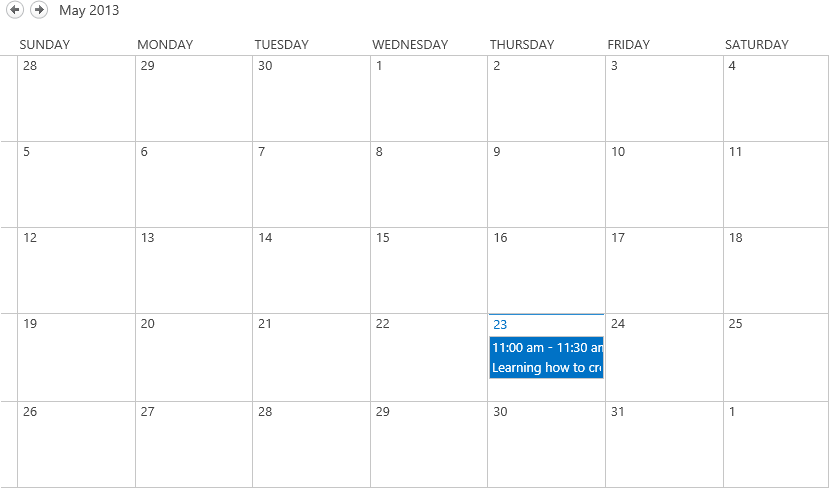 May 2013
SUNDAY MONDAY TUESDAY WEDNESDAY THURSDAY FRIDAY SATURDAY
28 29 30 1 2 3 4
5 6 7 8 9 10 11
12 13 14 15 16 17 18
19 20 21 22 23 24 25
11:00 am - 11:30 am
Learning how to cr
26 27 28 29 30 31 1